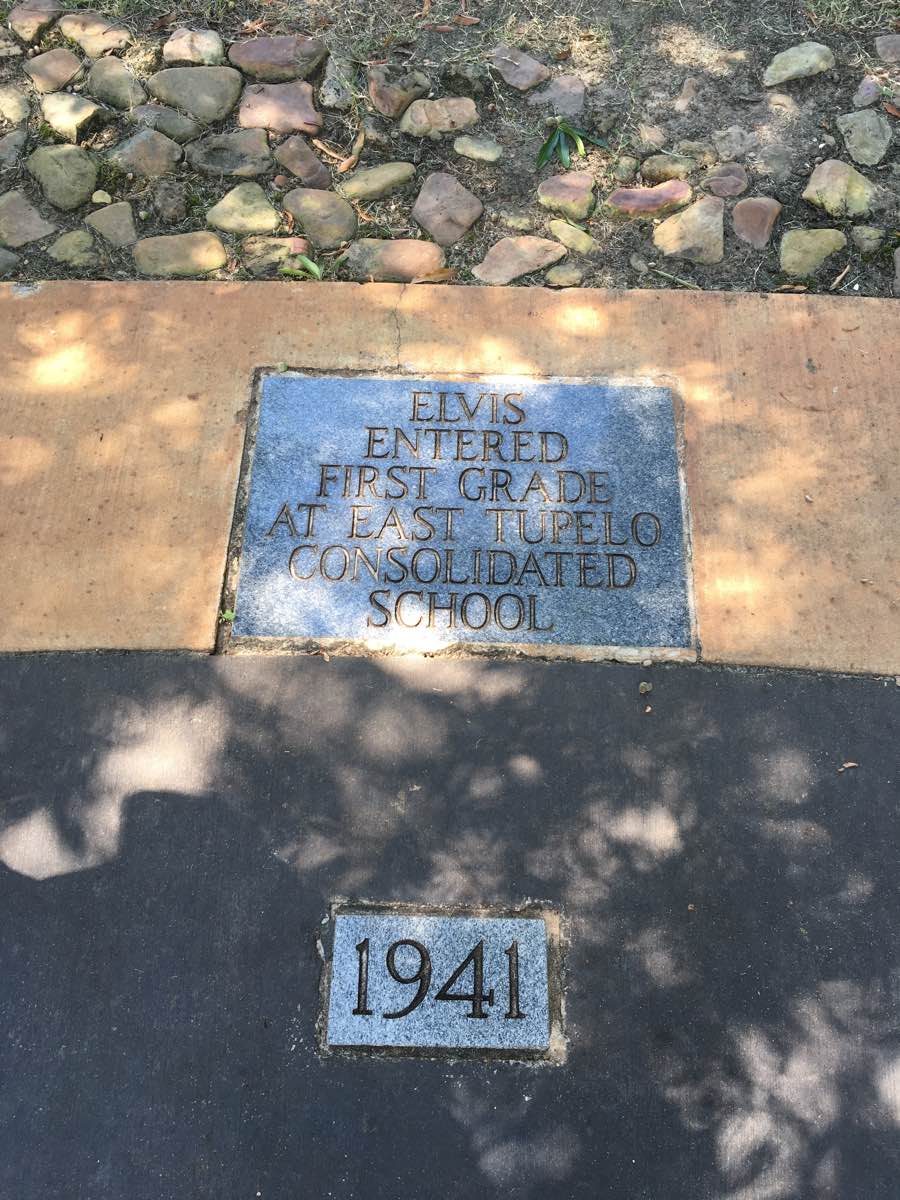 ELVIS
ENTERED
FIRST GRADE
AT EAST TUPELO
CONSOLIDATED
SCHOOL
1941